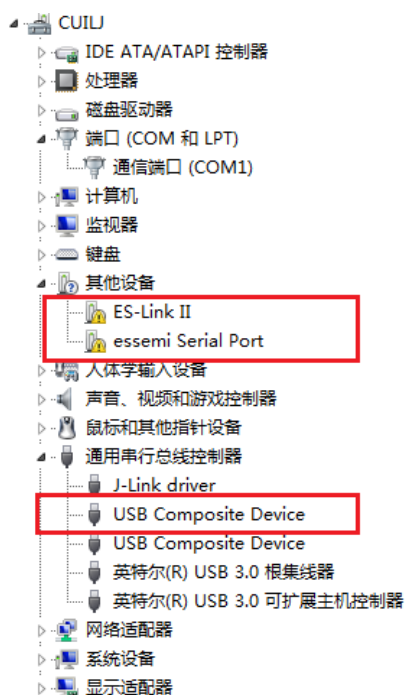 CUILJ
IDE ATA/ATAPI 控制器
处理器
磁盘驱动器
端口 (COM 和 LPT)
通信端口 (COM1)
计算机
监视器
键盘
其他设备
ES-Link II
essemi Serial Port
人体学输入设备
声音、视频和游戏控制器
鼠标和其他指针设备
通用串行总线控制器
J-Link driver
USB Composite Device
USB Composite Device
英特尔(R) USB 3.0 根集线器
英特尔(R) USB 3.0 可扩展主机控制器
网络适配器
系统设备
显示适配器